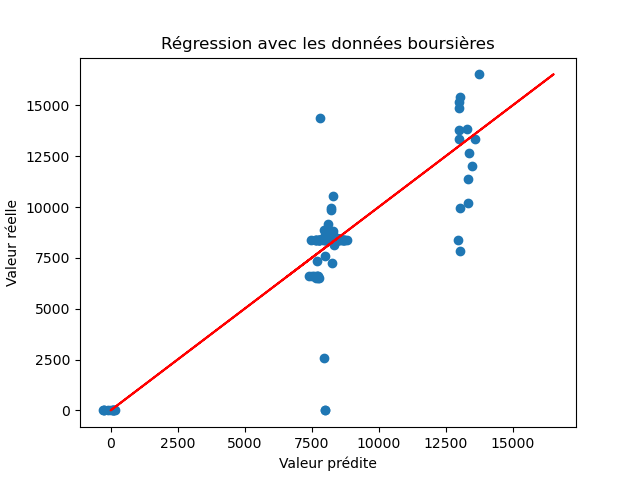 Régression avec les données boursières
Valeur réelle
15000
12500
10000
7500
5000
2500
0
0 2500 5000 7500 10000 12500 15000
Valeur prédite